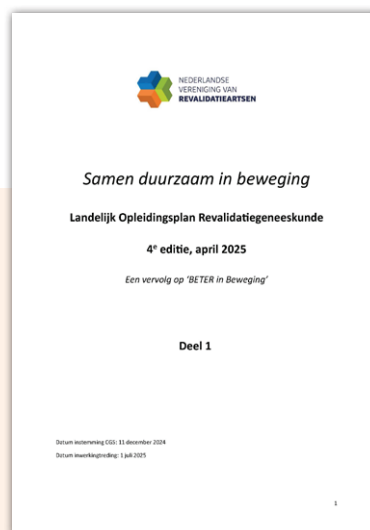 NEDERLANDSE
VERENIGING VAN
REVALIDATIEARTSEN
Samen duurzaam in beweging
Landelijk Opleidingsplan Revalidatiegeneeskunde
4e editie, april 2025
Een vervolg op ‘BETER in Beweging’
Deel 1
Datum instemming CGS: 11 december 2024
Datum inwerkingtreding: 1 juli 2025
1